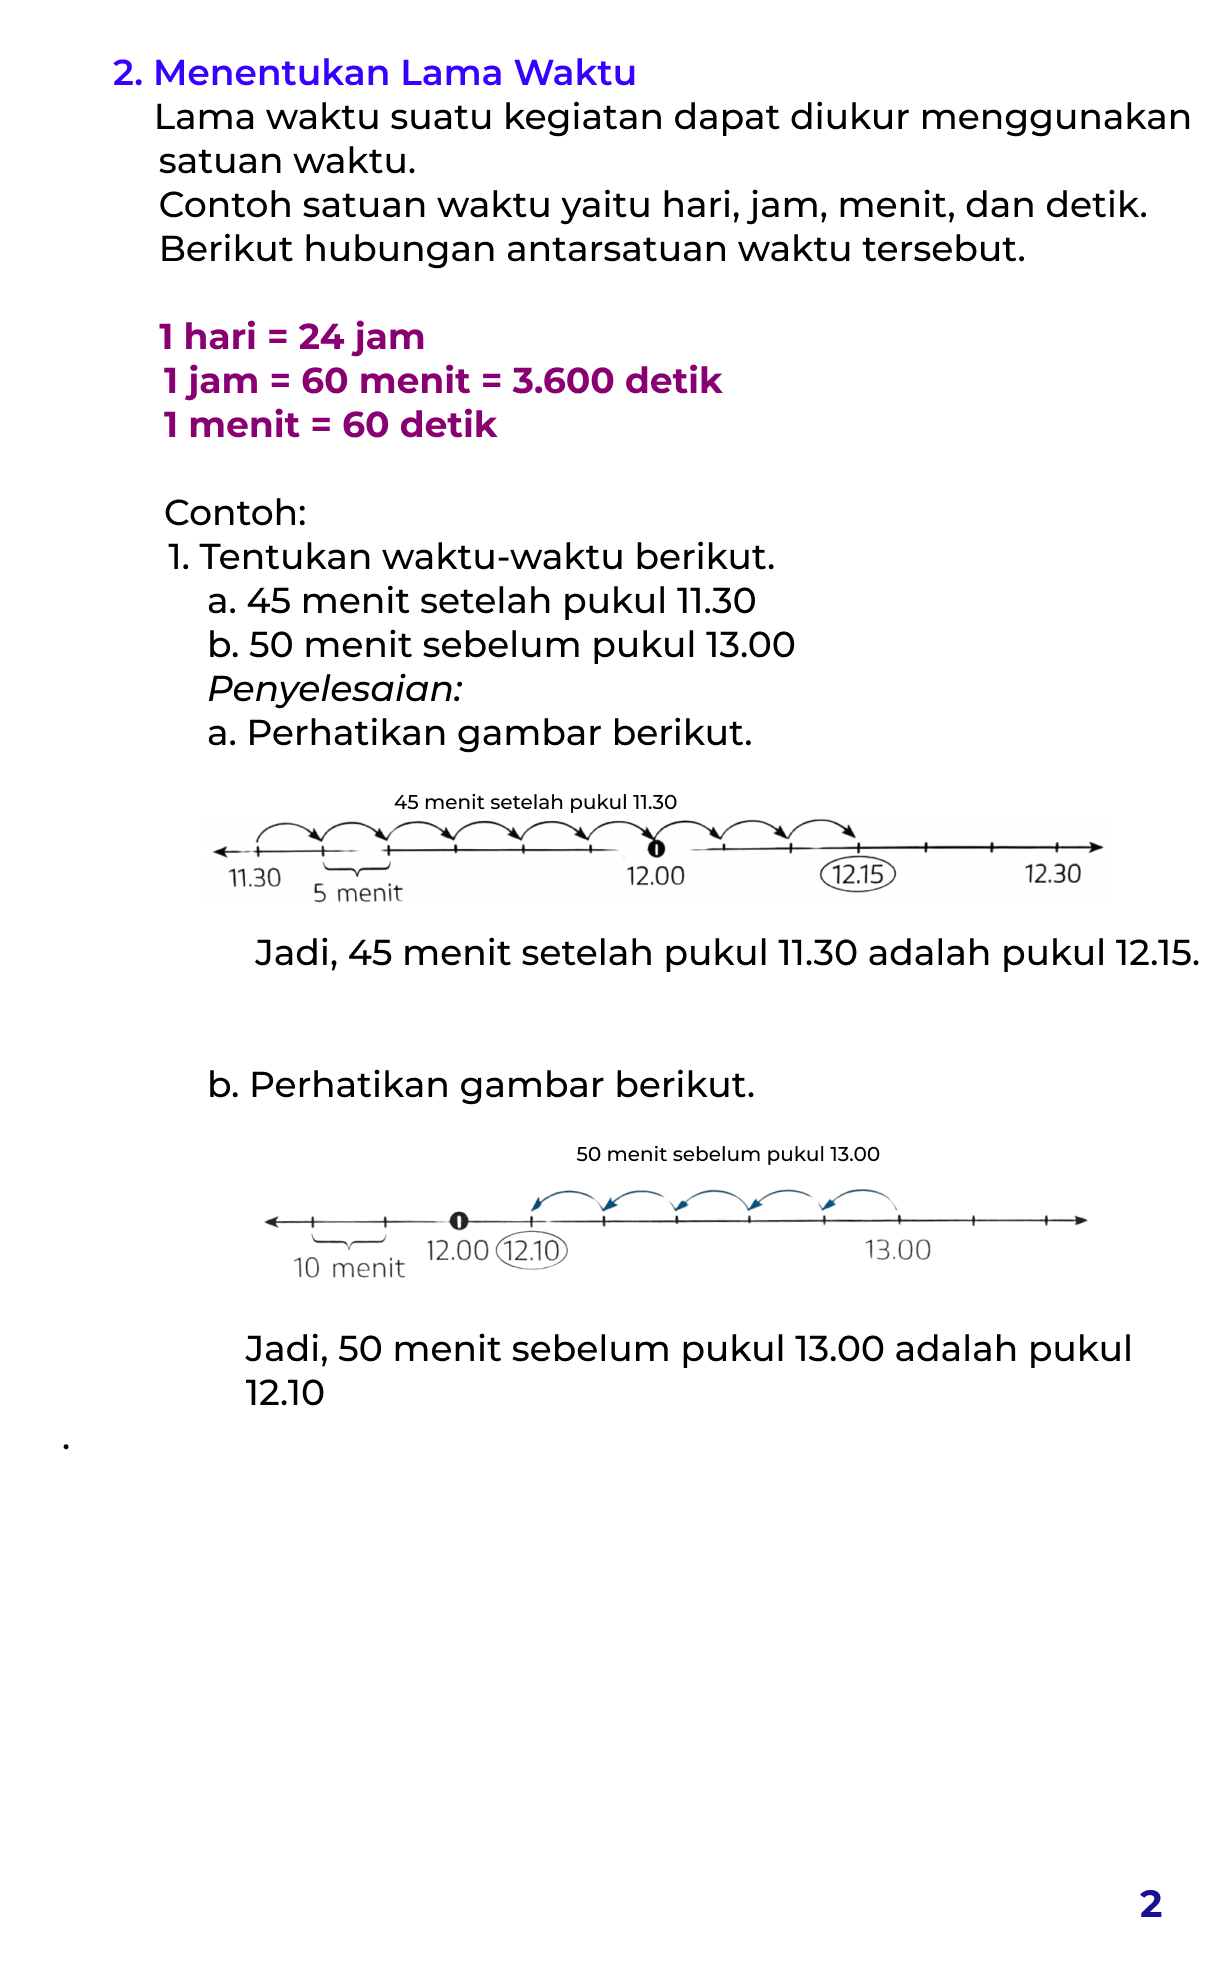 2. Menentukan Lama Waktu
Lama waktu suatu kegiatan dapat diukur menggunakan
satuan waktu.
Contoh satuan waktu yaitu hari, jam, menit, dan detik.
Berikut hubungan antarsatuan waktu tersebut.
1 hari = 24 jam
1 jam = 60 menit = 3.600 detik
1 menit = 60 detik
Contoh:
1. Tentukan waktu-waktu berikut.
a. 45 menit setelah pukul 11.30
b. 50 menit sebelum pukul 13.00
Penyelesaian:
a. Perhatikan gambar berikut.
45 menit setelah pukul 11.30
11.30 12.00 12.15 12.30
5 menit
Jadi, 45 menit setelah pukul 11.30 adalah pukul 12.15.
b. Perhatikan gambar berikut.
50 menit sebelum pukul 13.00
12.00 12.10 13.00
10 menit
Jadi, 50 menit sebelum pukul 13.00 adalah pukul
12.10
.
2